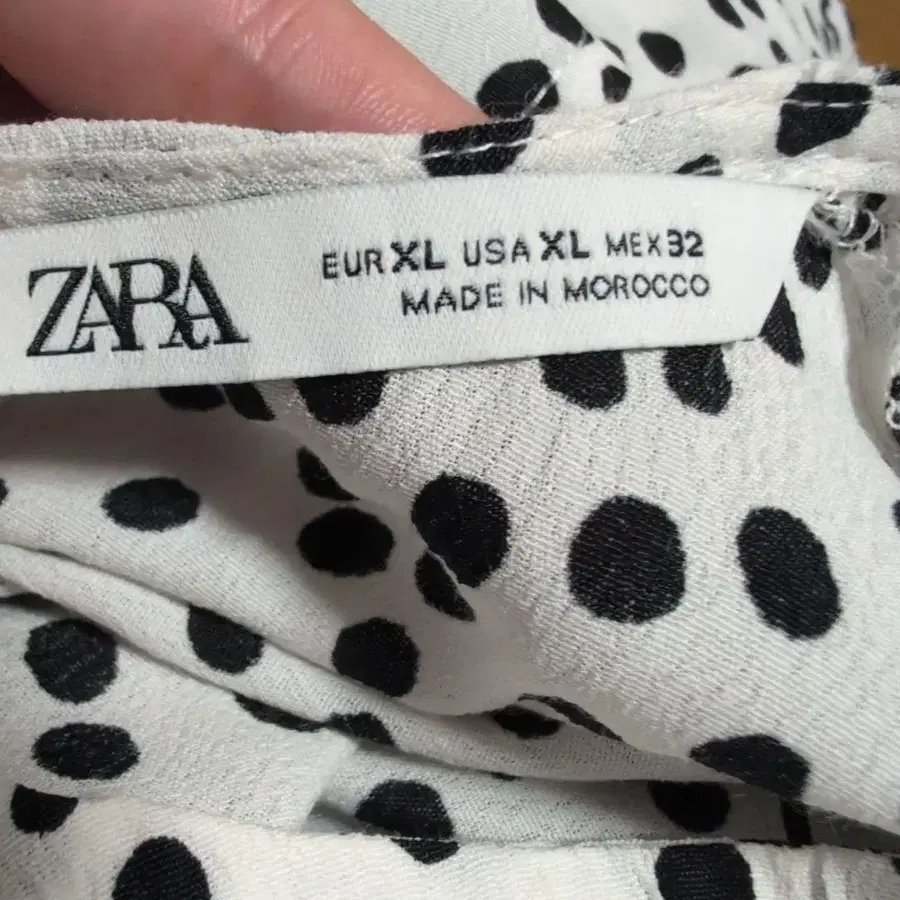 ZARA
EUR XL USA XL MEX 32
MADE IN MOROCCO